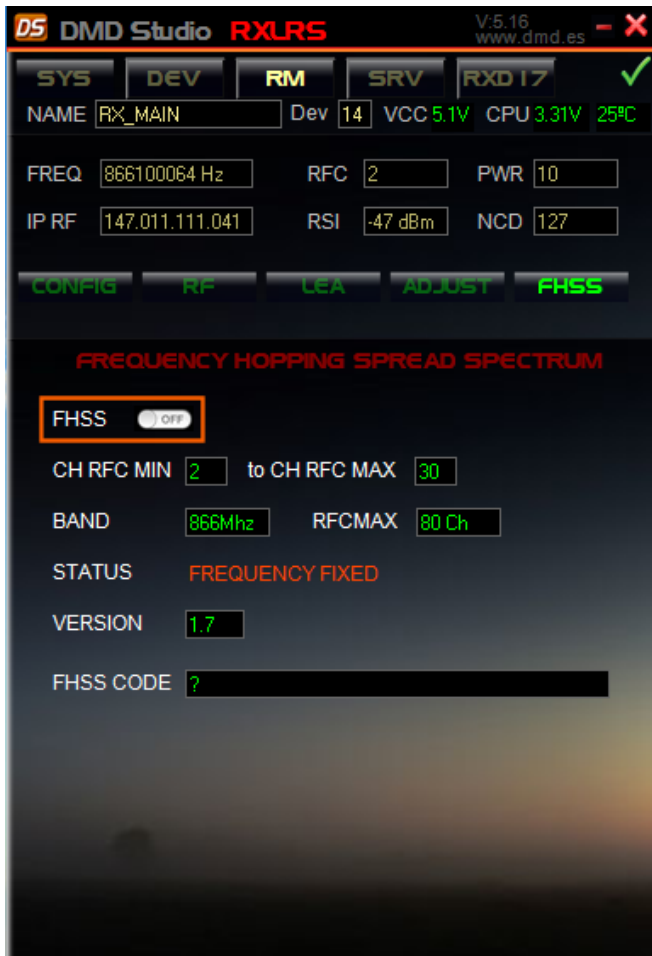 DS DMD Studio RXLRS V:5.16
www.dmd.es
SYS DEV RM SRV RXD17
NAME RX_MAIN Dev 14 VCC 5.1V CPU 3.31V 25ºC
FREQ 866100064 Hz RFC 2 PWR 10
IP RF 147.011.111.041 RSI -47 dBm NCD 127
CONFIG RF LEA ADJUST FHSS
FREQUENCY HOPPING SPREAD SPECTRUM
FHSS OFF
CH RFC MIN 2 to CH RFC MAX 30
BAND 866Mhz RFCMAX 80 Ch
STATUS FREQUENCY FIXED
VERSION 1.7
FHSS CODE ?